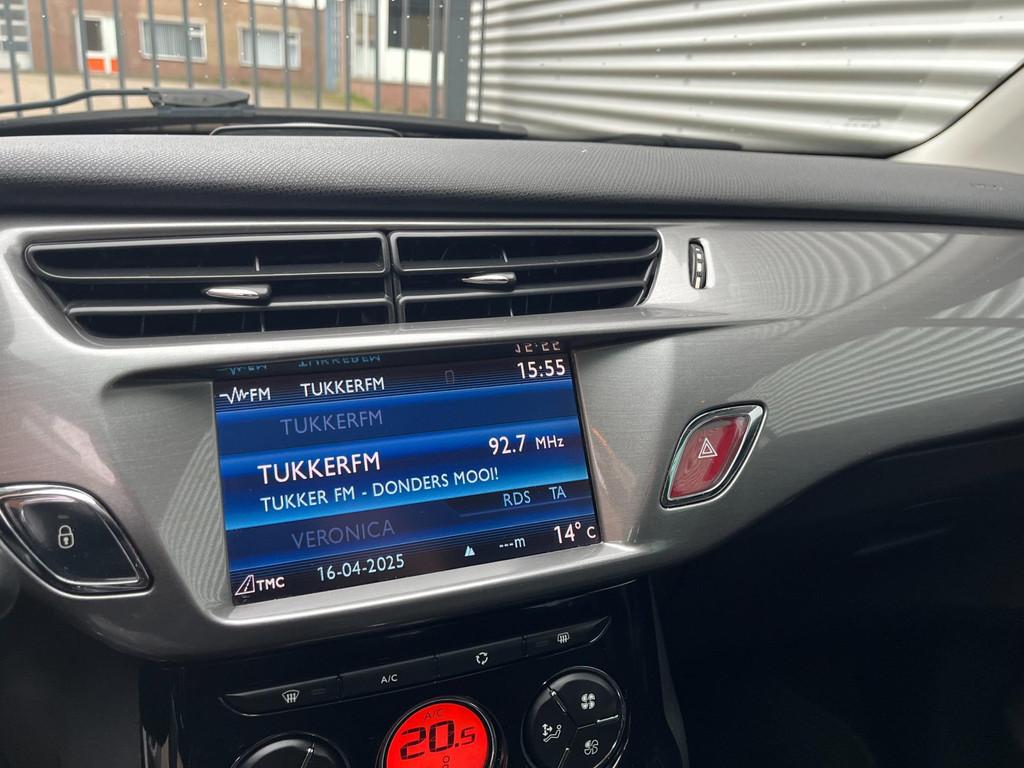 FM TUKKERFM 15:55
TUKKERFM
TUKKERFM 92.7 MHz
TUKKER FM - DONDERS MOOI!
RDS TA
VERONICA
TMC 16-04-2025 ---m 14°C
A/C
A/C
20.5